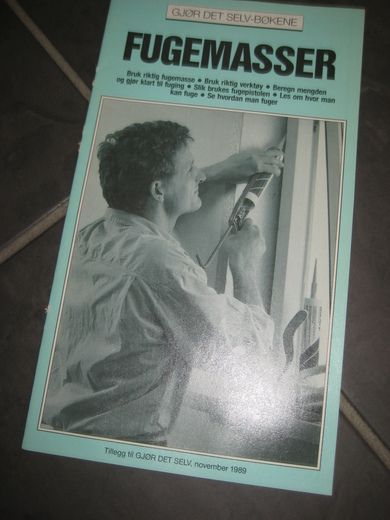 GJØR DET SELV-BØKENE
FUGEMASSER
Bruk riktig fugemasse • Bruk riktig verktøy • Beregn mengden
og gjør klart til fuging • Slik brukes fugepistolen • Les om hvor man
kan fuge • Se hvordan man fuger
Tillegg til GJØR DET SELV, november 1989